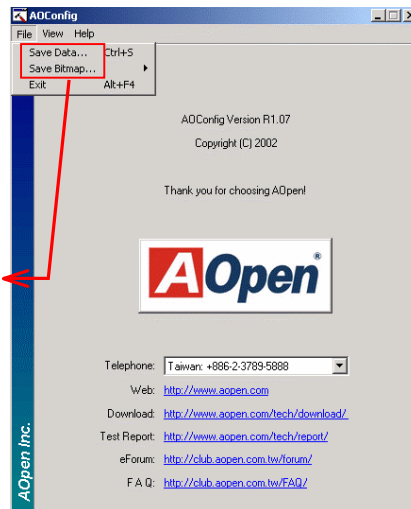 AOConfig
File View Help
Save Data... Ctrl+S
Save Bitmap...
Exit Alt+F4
AOConfig Version R1.07
Copyright (C) 2002
Thank you for choosing AOpen!
AOpen®
Telephone: Taiwan: +886-2-3789-5888
Web: http://www.aopen.com
Download: http://www.aopen.com/tech/download/
Test Report: http://www.aopen.com/tech/report/
eForum: http://club.aopen.com.tw/forum/
F A Q: http://club.aopen.com.tw/FAQ/
AOpen Inc.